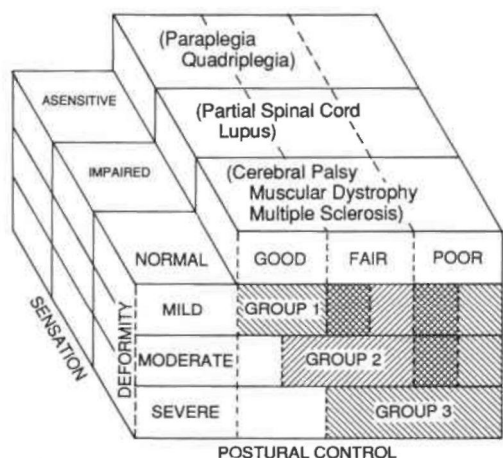 (Paraplegia
Quadriplegia)
ASENSITIVE
(Partial Spinal Cord
Lupus)
IMPAIRED
(Cerebral Palsy
Muscular Dystrophy
Multiple Sclerosis)
NORMAL GOOD FAIR POOR
MILD GROUP 1
MODERATE GROUP 2
SEVERE GROUP 3
SENSATION
DEFORMITY
POSTURAL CONTROL